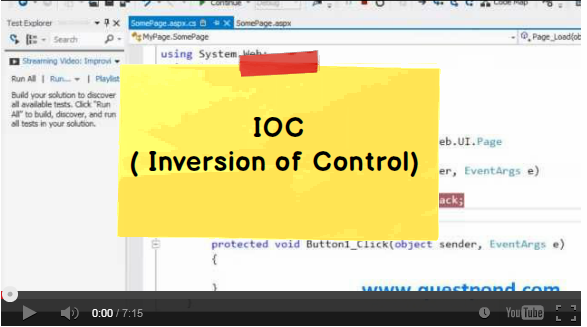 Continue
Debug
Code Map
Test Explorer
SomePage.aspx.cs
SomePage.aspx
Search
MyPage.SomePage
Page_Load(ob
using System.Web;
Streaming Video: Improvi
Run All | Run... | Playlist
Build your solution to discover
all available tests. Click "Run
All" to build, discover, and run
all tests in your solution.
IOC
( Inversion of Control)
eb.UI.Page
er, EventArgs e)
ack;
protected void Button1_Click(object sender, EventArgs e)
{
}
www.questpond.com
0:00 / 7:15
YouTube